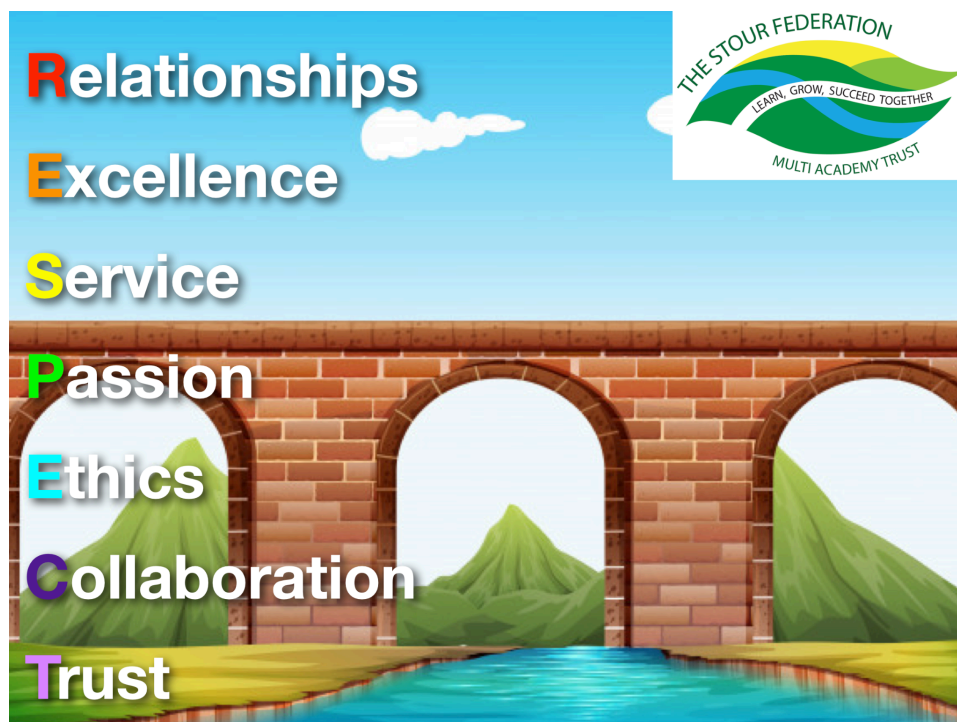 Relationships
Excellence
Service
Passion
Ethics
Collaboration
Trust
THE STOUR FEDERATION
LEARN, GROW, SUCCEED TOGETHER
MULTI ACADEMY TRUST